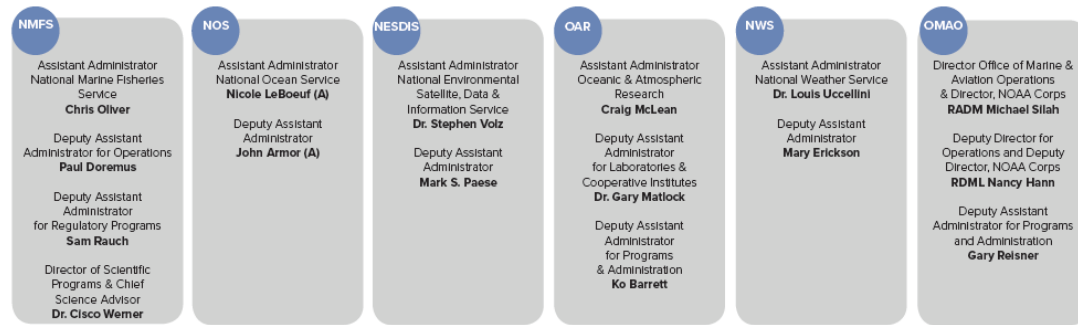 NMFS
Assistant Administrator
National Marine Fisheries
Service
Chris Oliver
Deputy Assistant
Administrator for Operations
Paul Doremus
Deputy Assistant
Administrator
for Regulatory Programs
Sam Rauch
Director of Scientific
Programs & Chief
Science Advisor
Dr. Cisco Werner
NOS
Assistant Administrator
National Ocean Service
Nicole LeBoeuf (A)
Deputy Assistant
Administrator
John Armor (A)
NESDIS
Assistant Administrator
National Environmental
Satellite, Data &
Information Service
Dr. Stephen Volz
Deputy Assistant
Administrator
Mark S. Paese
OAR
Assistant Administrator
Oceanic & Atmospheric
Research
Craig McLean
Deputy Assistant
Administrator
for Laboratories &
Cooperative Institutes
Dr. Gary Matlock
Deputy Assistant
Administrator
for Programs
& Administration
Ko Barrett
NWS
Assistant Administrator
National Weather Service
Dr. Louis Uccellini
Deputy Assistant
Administrator
Mary Erickson
OMAO
Director Office of Marine &
Aviation Operations
& Director, NOAA Corps
RADM Michael Silah
Deputy Director for
Operations and Deputy
Director, NOAA Corps
RDML Nancy Hann
Deputy Assistant
Administrator for Programs
and Administration
Gary Reisner